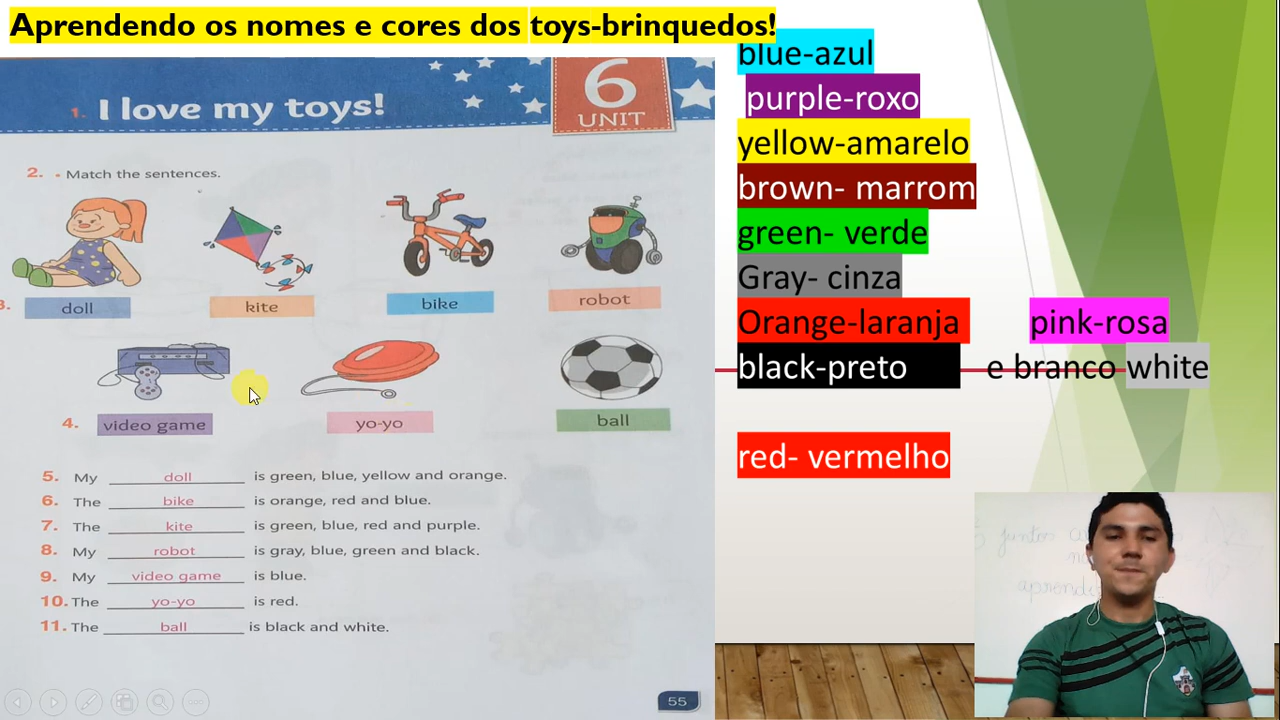 Aprendendo os nomes e cores dos toys-brinquedos!
1. I love my toys!
6
UNIT
2. Match the sentences.
3. doll kite bike robot
4. video game yo-yo ball
5. My doll is green, blue, yellow and orange.
6. The bike is orange, red and blue.
7. The kite is green, blue, red and purple.
8. My robot is gray, blue, green and black.
9. My video game is blue.
10. The yo-yo is red.
11. The ball is black and white.
55
blue-azul
purple-roxo
yellow-amarelo
brown- marrom
green- verde
Gray- cinza
Orange-laranja pink-rosa
black-preto e branco white
red- vermelho
juntos
aprende